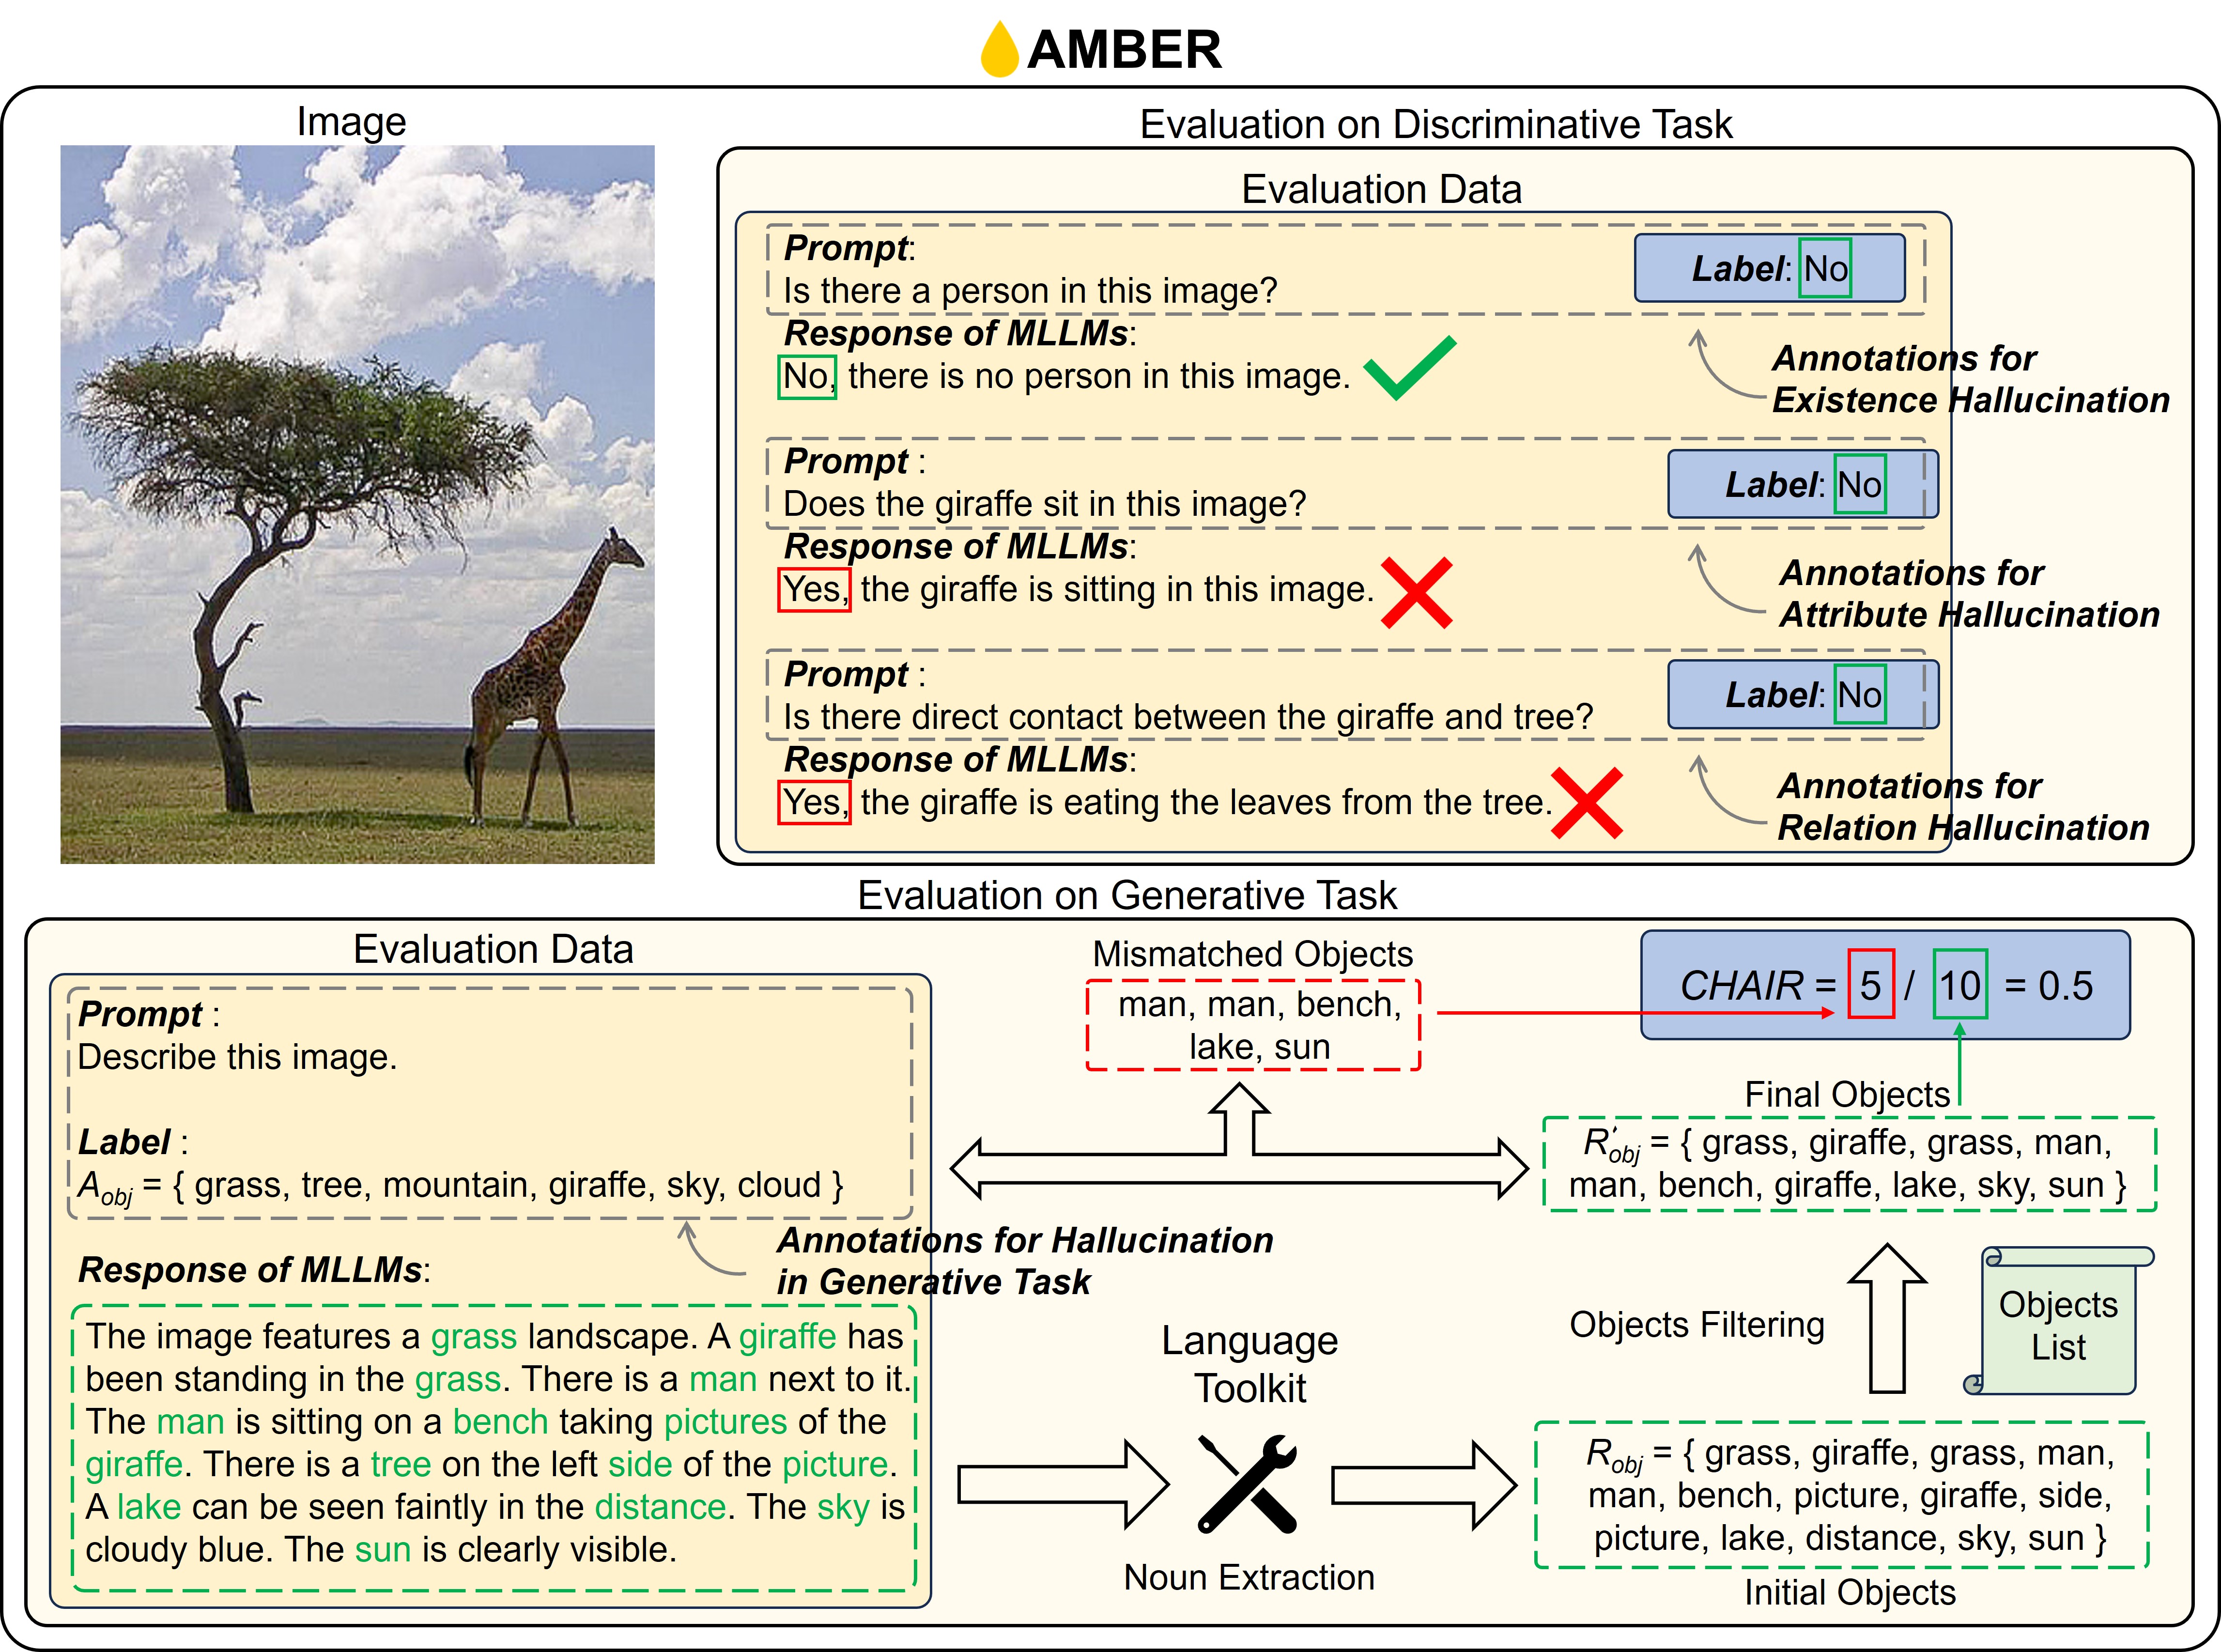 AMBER
Image
Evaluation on Discriminative Task
Evaluation Data
Prompt:
Is there a person in this image?
Label: No
Response of MLLMs:
No, there is no person in this image.
Annotations for
Existence Hallucination
Prompt :
Does the giraffe sit in this image?
Label: No
Response of MLLMs:
Yes, the giraffe is sitting in this image.
Annotations for
Attribute Hallucination
Prompt :
Is there direct contact between the giraffe and tree?
Label: No
Response of MLLMs:
Yes, the giraffe is eating the leaves from the tree.
Annotations for
Relation Hallucination
Evaluation on Generative Task
Evaluation Data
Prompt :
Describe this image.
Label :
A_obj = { grass, tree, mountain, giraffe, sky, cloud }
Annotations for Hallucination
in Generative Task
Response of MLLMs:
The image features a grass landscape. A giraffe has
been standing in the grass. There is a man next to it.
The man is sitting on a bench taking pictures of the
giraffe. There is a tree on the left side of the picture.
A lake can be seen faintly in the distance. The sky is
cloudy blue. The sun is clearly visible.
Language
Toolkit
Noun Extraction
R_obj = { grass, giraffe, grass, man,
man, bench, picture, giraffe, side,
picture, lake, distance, sky, sun }
Initial Objects
Objects Filtering
Objects
List
Final Objects
R'_obj = { grass, giraffe, grass, man,
man, bench, giraffe, lake, sky, sun }
Mismatched Objects
man, man, bench,
lake, sun
CHAIR = 5 / 10 = 0.5